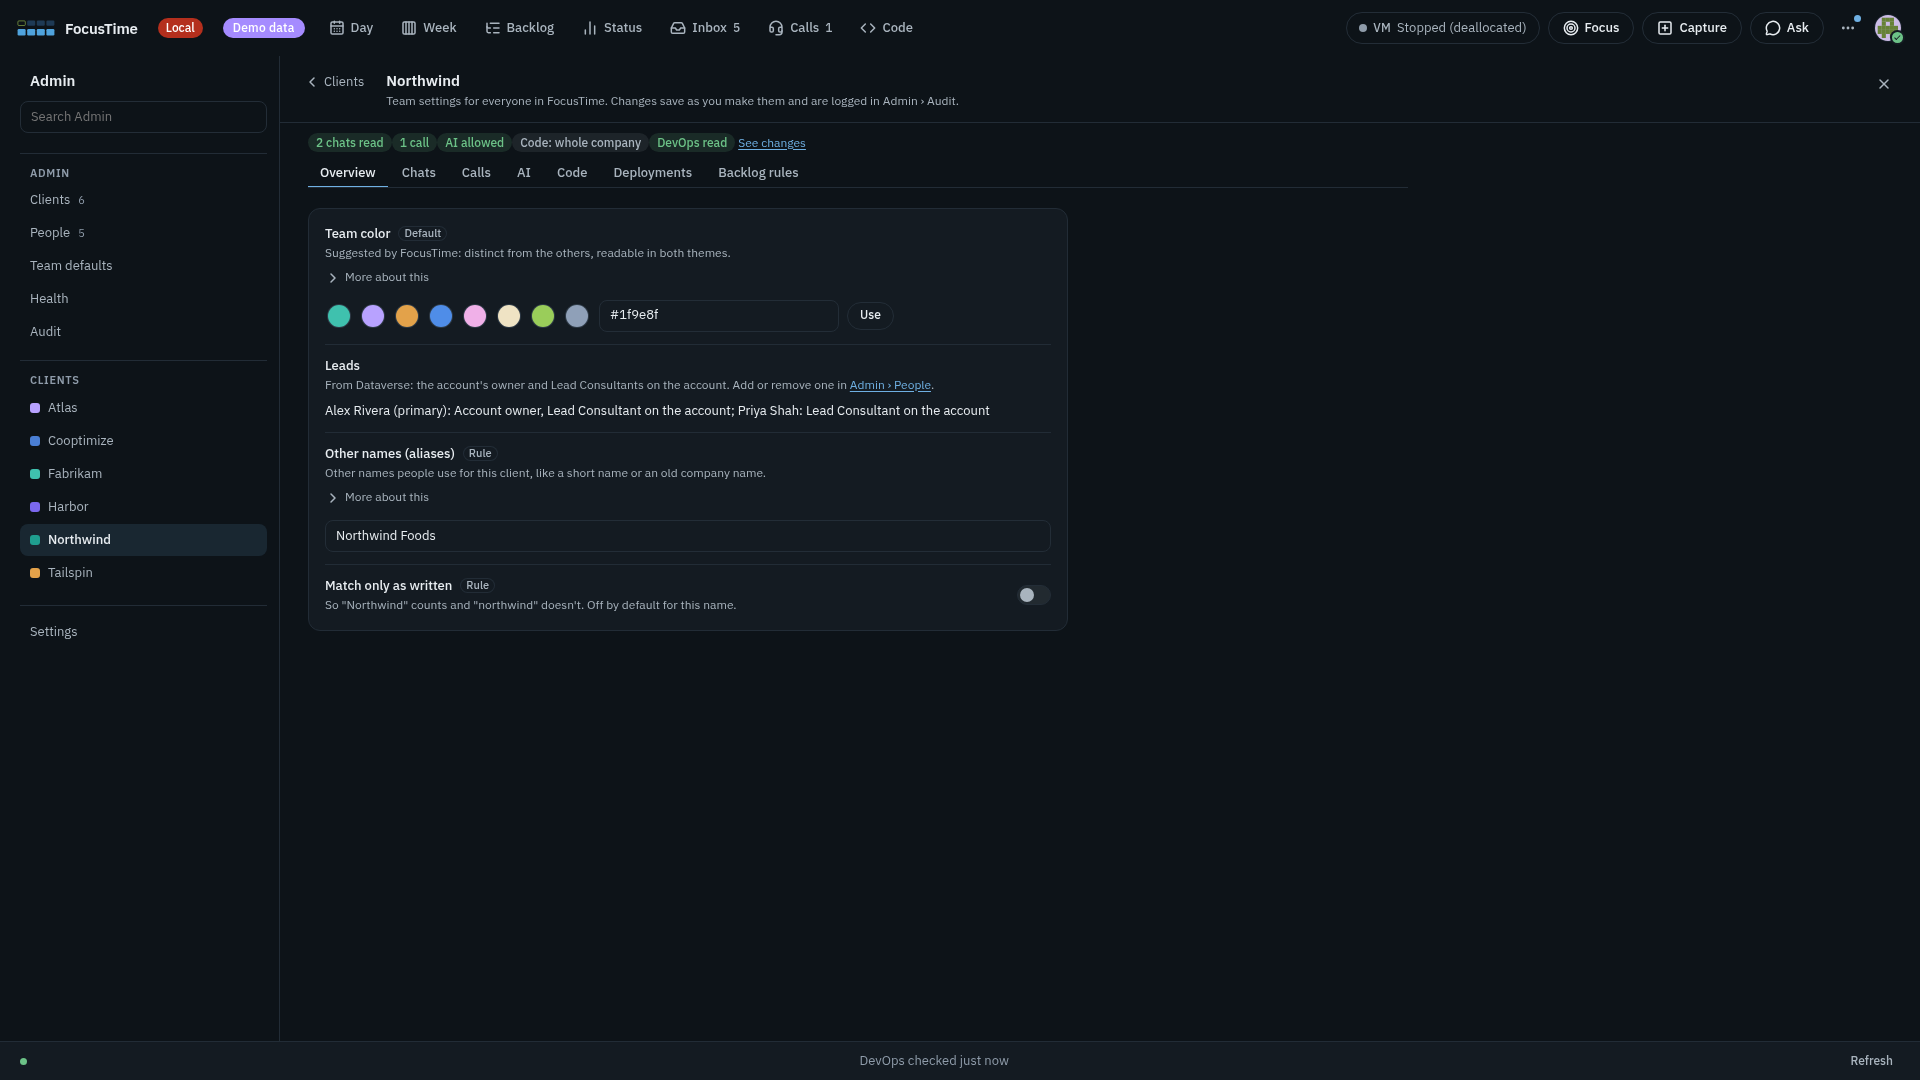 FocusTime Local Demo data Day Week Backlog Status Inbox 5 Calls 1 Code VM Stopped (deallocated) Focus Capture Ask
Admin
Search Admin
ADMIN
Clients 6
People 5
Team defaults
Health
Audit
CLIENTS
Atlas
Cooptimize
Fabrikam
Harbor
Northwind
Tailspin
Settings
Clients Northwind
Team settings for everyone in FocusTime. Changes save as you make them and are logged in Admin › Audit.
2 chats read 1 call AI allowed Code: whole company DevOps read See changes
Overview Chats Calls AI Code Deployments Backlog rules
Team color Default
Suggested by FocusTime: distinct from the others, readable in both themes.
More about this
#1f9e8f Use
Leads
From Dataverse: the account's owner and Lead Consultants on the account. Add or remove one in Admin › People.
Alex Rivera (primary): Account owner, Lead Consultant on the account; Priya Shah: Lead Consultant on the account
Other names (aliases) Rule
Other names people use for this client, like a short name or an old company name.
More about this
Northwind Foods
Match only as written Rule
So "Northwind" counts and "northwind" doesn't. Off by default for this name.
DevOps checked just now Refresh